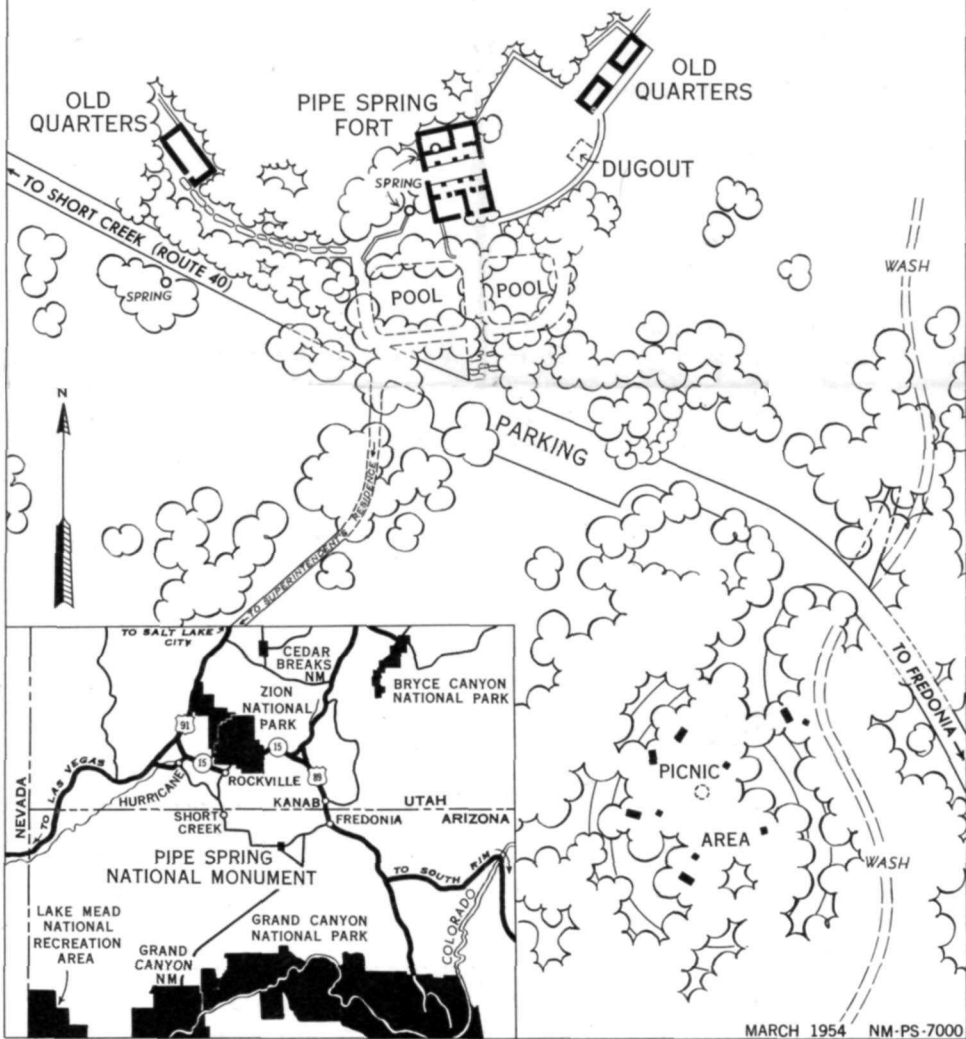 OLD
QUARTERS
PIPE SPRING
FORT
OLD
QUARTERS
SPRING
DUGOUT
← TO SHORT CREEK (ROUTE 40)
SPRING
POOL
POOL
WASH
N
PARKING
← TO SUPERINTENDENT'S RESIDENCE
TO FREDONIA →
PICNIC
AREA
WASH
TO SALT LAKE
CITY
CEDAR
BREAKS
NM
BRYCE CANYON
NATIONAL PARK
ZION
NATIONAL
PARK
91
15
15
89
TO LAS VEGAS
HURRICANE
ROCKVILLE
KANAB
NEVADA
UTAH
ARIZONA
SHORT
CREEK
FREDONIA
PIPE SPRING
NATIONAL MONUMENT
TO SOUTH RIM
LAKE MEAD
NATIONAL
RECREATION
AREA
GRAND CANYON
NATIONAL PARK
GRAND
CANYON
NM
COLORADO
MARCH 1954 NM-PS-7000